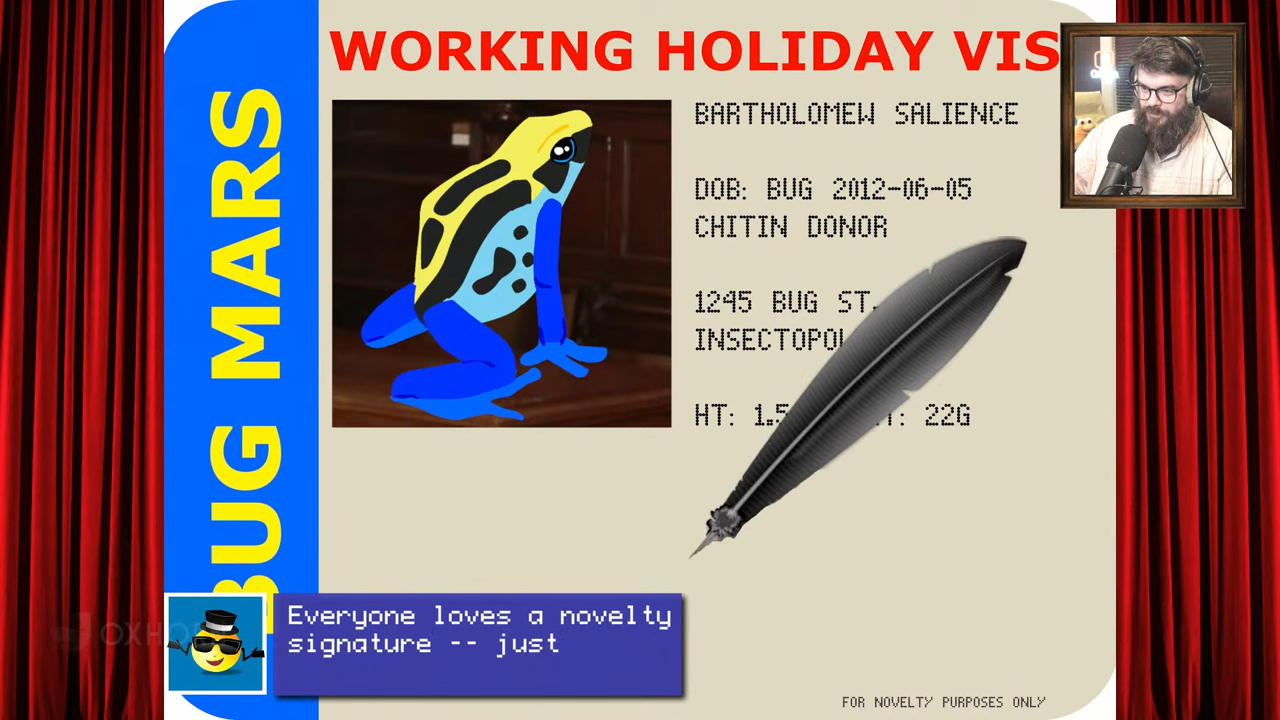 WORKING HOLIDAY VIS
BUG MARS
BARTHOLOMEW SALIENCE
DOB: BUG 2012-06-05
CHITIN DONOR
1245 BUG ST.
INSECTOPOL
HT: 1.5 : 22G
Everyone loves a novelty
signature -- just
FOR NOVELTY PURPOSES ONLY